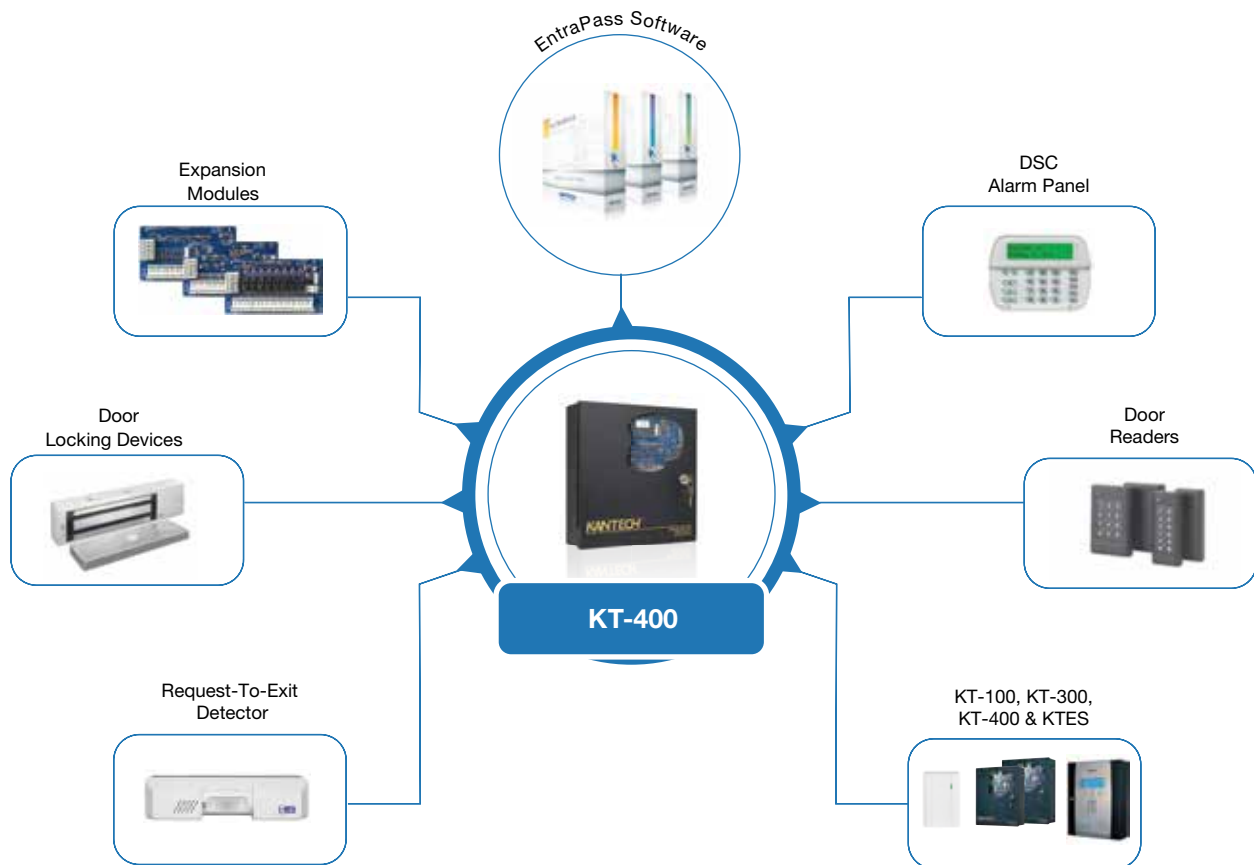 EntraPass Software
Expansion
Modules
DSC
Alarm Panel
Door
Locking Devices
Door
Readers
KANTECH
KT-400
Request-To-Exit
Detector
KT-100, KT-300,
KT-400 & KTES